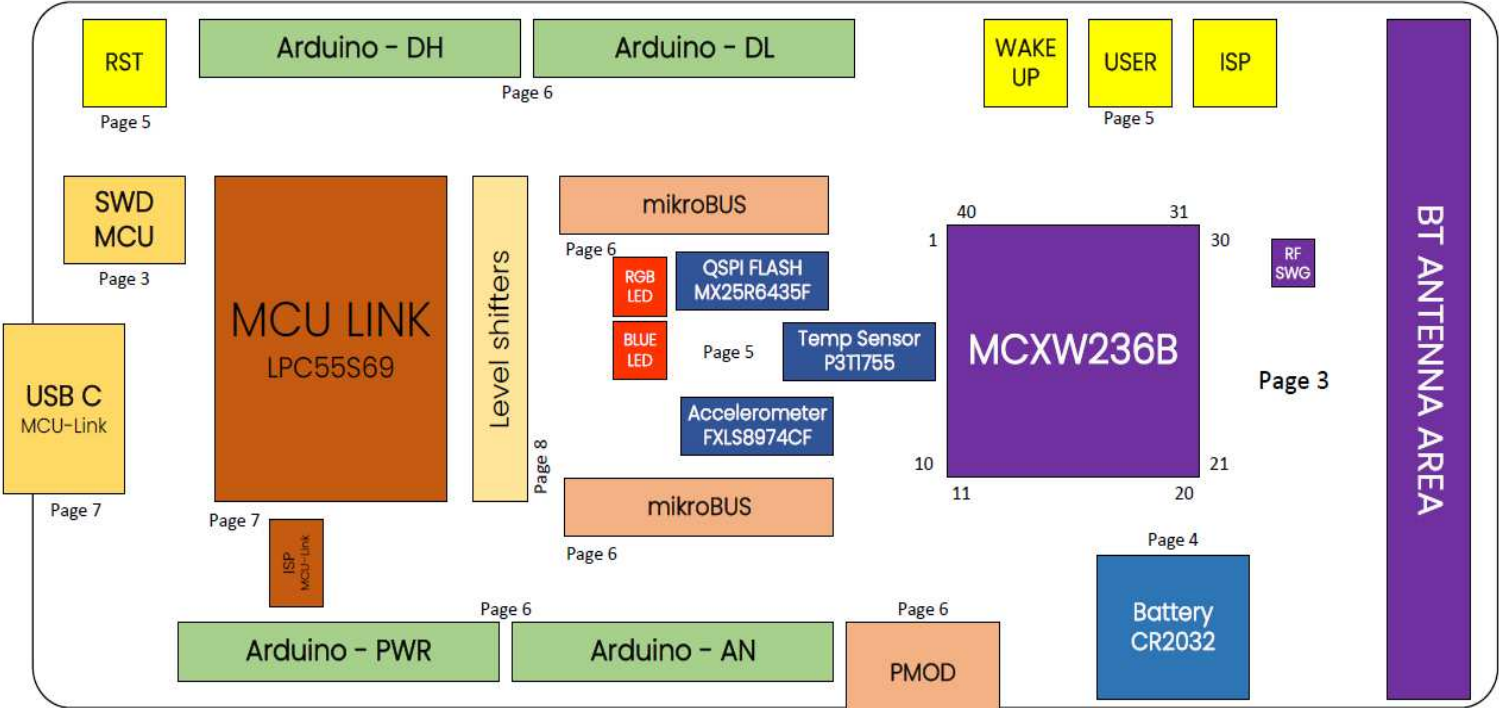 RST
Page 5
Arduino - DH
Arduino - DL
Page 6
WAKE
UP
USER
ISP
Page 5
SWD
MCU
Page 3
USB C
MCU-Link
Page 7
MCU LINK
LPC55S69
Page 7
ISP
MCU-Link
Level shifters
Page 8
mikroBUS
Page 6
RGB
LED
QSPI FLASH
MX25R6435F
BLUE
LED
Page 5
Temp Sensor
P3T1755
Accelerometer
FXLS8974CF
mikroBUS
Page 6
40
31
1
30
MCXW236B
10
21
11
20
RF
SWG
Page 3
BT ANTENNA AREA
Page 6
Arduino - PWR
Arduino - AN
Page 6
PMOD
Page 4
Battery
CR2032